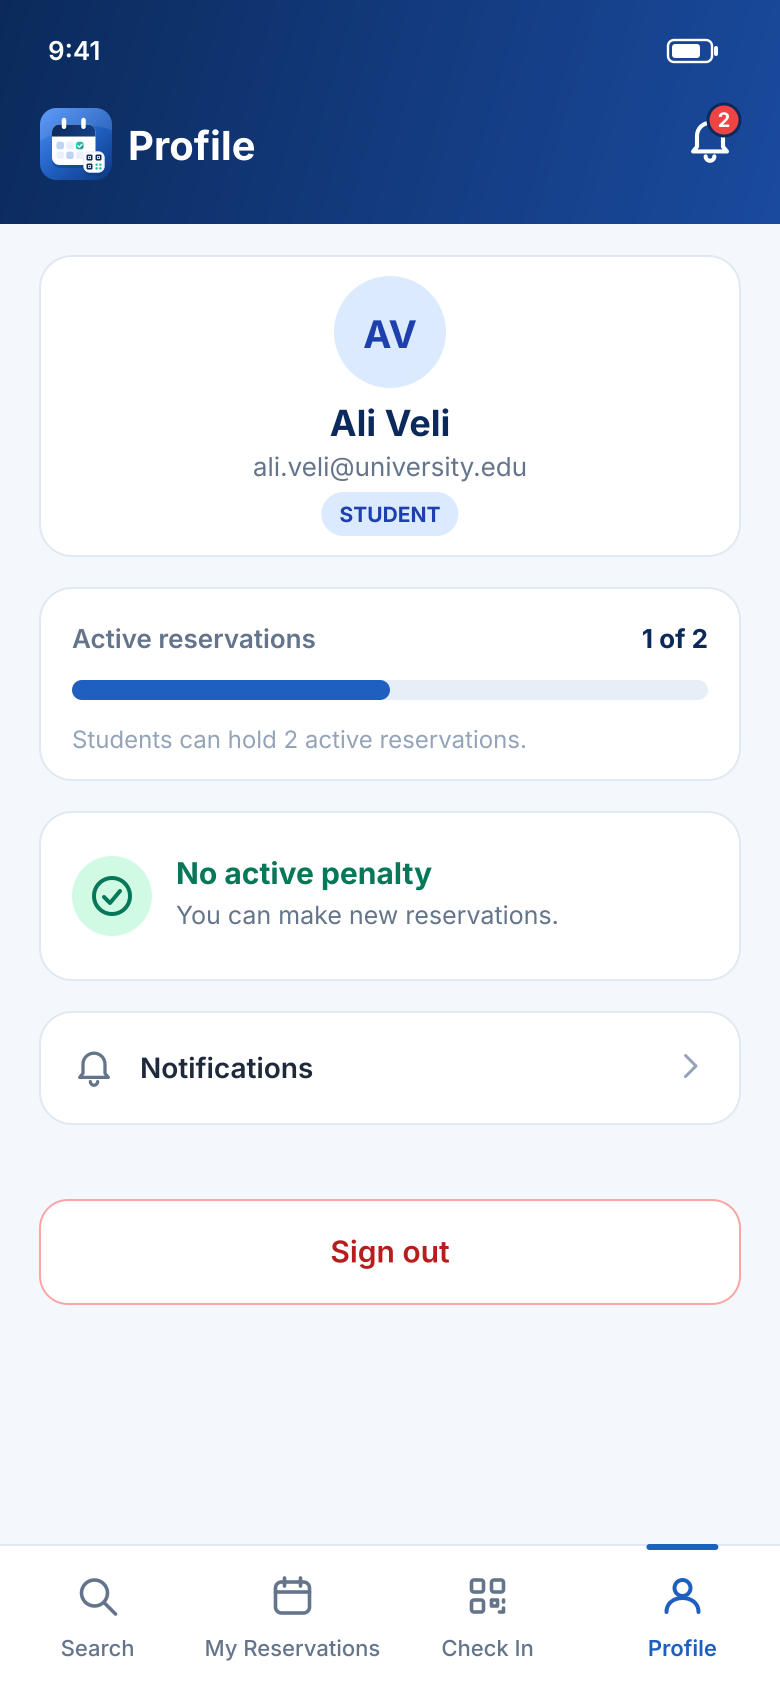 9:41
Profile
2
AV
Ali Veli
ali.veli@university.edu
STUDENT
Active reservations
1 of 2
Students can hold 2 active reservations.
No active penalty
You can make new reservations.
Notifications
Sign out
Search
My Reservations
Check In
Profile